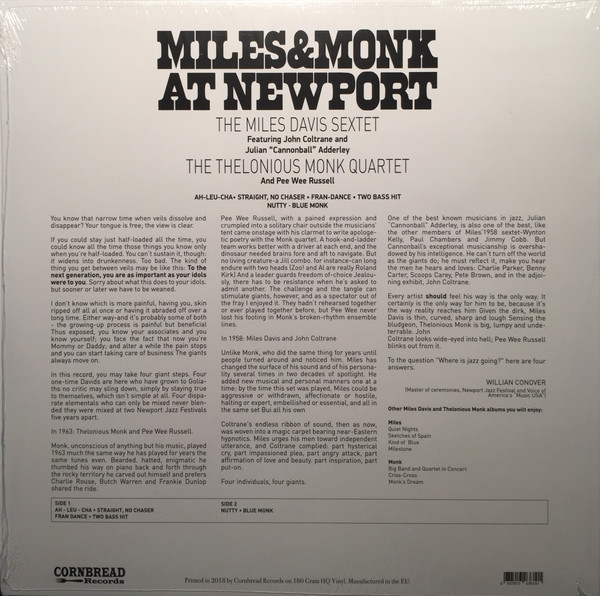 MILES&MONK
AT NEWPORT
THE MILES DAVIS SEXTET
Featuring John Coltrane and
Julian "Cannonball" Adderley
THE THELONIOUS MONK QUARTET
And Pee Wee Russell
AH-LEU-CHA• STRAIGHT, NO CHASER • FRAN-DANCE • TWO BASS HIT
NUTTY - BLUE MONK
You know that narrow time when veils dissolve and
disappear? Your tongue is free; the view is clear.
If you could stay just half-loaded all the time, you
could know all the time those things you know only
when you're half-loaded. You can't sustain it, though:
it widens into drunkenness. Too bad. The kind of
thing you get between veils may be like this: To the
next generation, you are as important as your idols
were to you. Sorry about what this does to your idols.
but sooner or later we have to be weaned.
I don't know which is more painful, having you, skin
ripped off all at once or having it abraded off over a
long time. Either way-and it's probably some of both
- the growing-up process is painful but beneficial
Thus exposed, you know your associates and you
know yourself; you face the fact that now you're
Mommy or Daddy; and alter a while the pain stops
and you can start taking care of business The giants
always move on.
In this record, you may take four giant steps. Four
one-time Davids are here who have grown to Golia-
ths no critic may sling down, simply by staying true
to themselves, which isn't simple at all. Four dispa-
rate elementals who can only be mixed never blen-
ded they were mixed at two Newport Jazz Festivals
five years apart.
In 1963: Thelonious Monk and Pee Wee Russell.
Monk. unconscious of anything but his music, played
1963 much the same way he has played for years the
same tunes even. Bearded. hatted, enigmatic he
thumbed his way on piano back and forth through
the rocky territory he carved out himself and prefers
Charlie Rouse, Butch Warren and Frankie Dunlop
shared the ride.
Pee Wee Russell, with a pained expression and
crumpled into a solitary chair outside the musicians'
tent came onstage with his clarmet to write apologe-
tic poetry with the Monk quartet. A hook-and-ladder
team works better with a driver at each end, and the
dinosaur needed brains fore and aft to navigate. But
no living creature-a Jill combo. for instance-can long
endure with two heads (Zoo! and AI are really Roland
Kirk) And a leader guards freedom of-choice Jealou-
sly, there has to be resistance when he's asked to
admit another. The challenge and the tangle can
stimulate giants, however; and as a spectator out of
the fray I enjoyed it. They hadn't rehearsed together
or ever played together before, but Pee Wee never
lost his footing in Monk's broken-rhythm ensemble
lines.
In 1958: Miles Davis and John Coltrane
Unlike Monk, who did the same thing for years until
people turned around and noticed him. Miles has
changed the surface of his sound and of his persona-
lity several times in two decades of spotlight. He
added new musical and personal manners one at a
time: by the time this set was played, Miles could be
aggressive or withdrawn, affectionate or hostile,
halting or expert, embellished or essential, and all in
the same set Bui all his own
Coltrane's endless ribbon of sound, then as now,
was woven into a magic carpet bearing near-Eastern
hypnotics. Miles urges his men toward independent
utterance, and Coltrane complied: part hysterical
cry, part impassioned plea, part angry attack, part
affirmation of love and beauty. part inspiration, part
put-on.
Four individuals, four giants.
One of the best known musicians in jazz, Julian
"Cannonball" Adderley, is also one of the best, like
the other members of Miles'1958 sextet-Wynton
Kelly, Paul Chambers and Jimmy Cobb. But
Cannonball's exceptional musicianship is oversha-
dowed by his intelligence. He can't turn off the world
as the giants do; he must reflect it, make you hear
the men he hears and loves: Charlie Parker, Benny
Carter, Scoops Carey, Pete Brown, and in the adjoi-
ning exhibit, John Coltrane.
Every artist should feel his way is the only way. It
certainly is the only way for him to be, because it's
the way reality reaches him Given the dirk, Miles
Davis is thin, curved, sharp and lough Sensing the
bludgeon, Thelonious Monk is big, lumpy and unde-
terrable. John
Coltrane looks wide-eyed into hell; Pee Wee Russell
blinks out from it.
To the question "Where is jazz going?" here are four
answers.
WILLIAN CONOVER
(Master of ceremonies, Newport Jazz Festival and Voice of
America's "Music USA")
Other Miles Davis and Thelonious Monk albums you will enjoy:
Miles
Quiet Nights
Sketches of Spain
Kind of Blue
Milestone
Monk
Big Band and Quartet in Concert
Criss-Cross
Monk's Dream
SIDE 1
AH - LEU - CHA • STRAIGHT, NO CHASER
FRAN DANCE • TWO BASS HIT
SIDE 2
NUTTY • BLUE MONK
CORNBREAD
Records
Printed in 2018 by Cornbread Records on 180 Gram HQ Vinyl. Manufactured in the EU